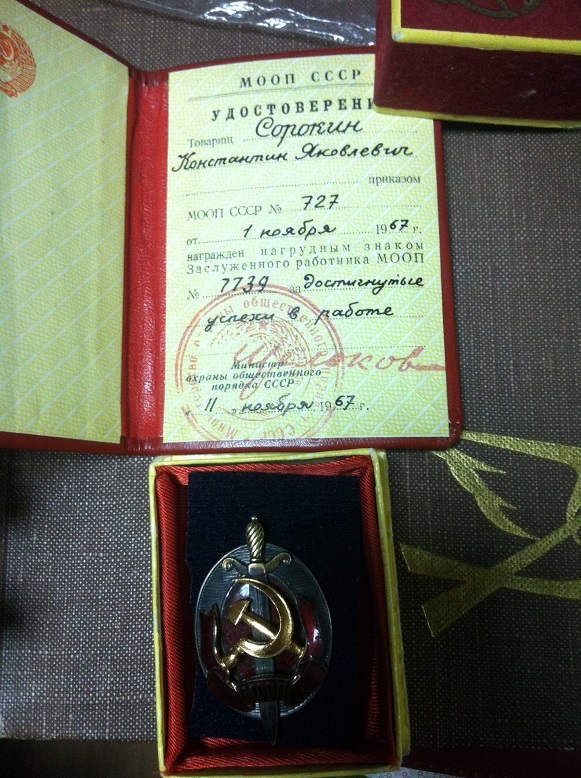 МООП СССР
УДОСТОВЕРЕНИ
Товарищ Сорокин
Константин Яковлевич
приказом
МООП СССР № 727
от 1 ноября 1967 г.
награжден нагрудным знаком
Заслуженного работника МООП
№ 7739 за достигнутые
успехи в работе
Министр
охраны общественного
порядка СССР
Щелоков
11 ноября 1967 г.